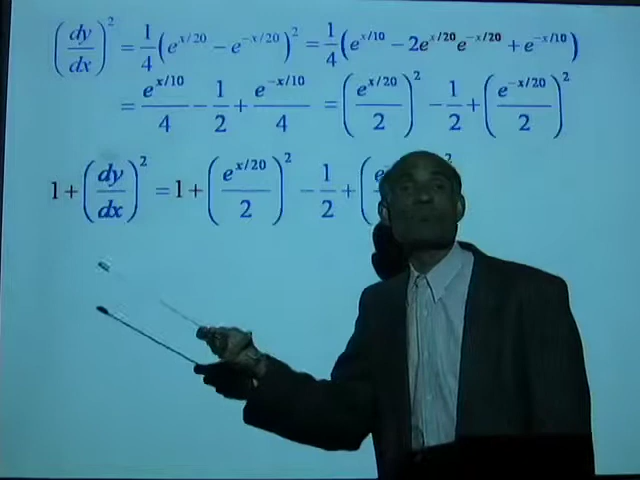 (dy/dx)² = 1/4 (e^{x/20} − e^{−x/20})² = 1/4 (e^{x/10} − 2e^{x/20}e^{−x/20} + e^{−x/10})
= e^{x/10}/4 − 1/2 + e^{−x/10}/4 = (e^{x/20}/2)² − 1/2 + (e^{−x/20}/2)²
1 + (dy/dx)² = 1 + (e^{x/20}/2)² − 1/2 + (e